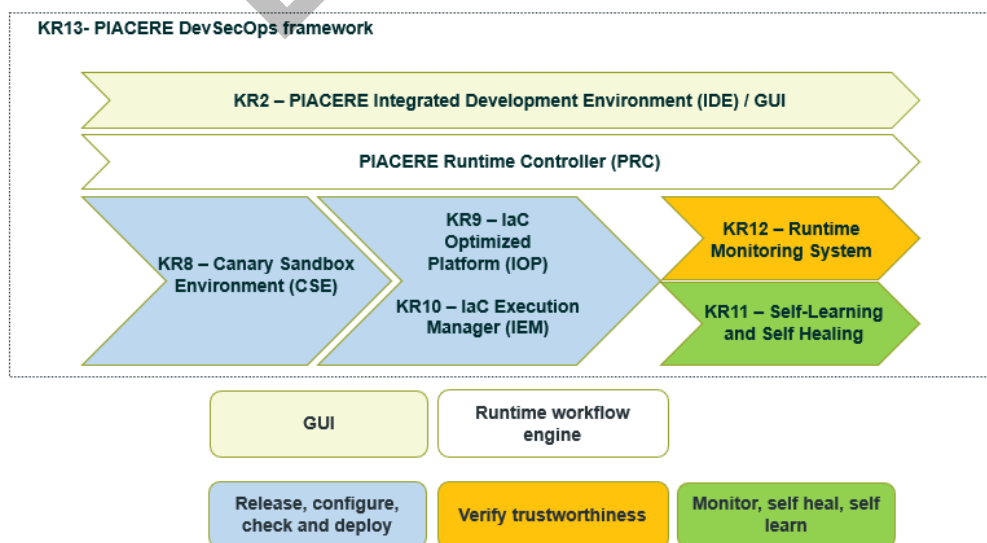 KR13- PIACERE DevSecOps framework
KR2 – PIACERE Integrated Development Environment (IDE) / GUI
PIACERE Runtime Controller (PRC)
KR8 – Canary Sandbox
Environment (CSE)
KR9 – IaC
Optimized
Platform (IOP)
KR10 – IaC Execution
Manager (IEM)
KR12 – Runtime
Monitoring System
KR11 – Self-Learning
and Self Healing
GUI
Runtime workflow
engine
Release, configure,
check and deploy
Verify trustworthiness
Monitor, self heal, self
learn